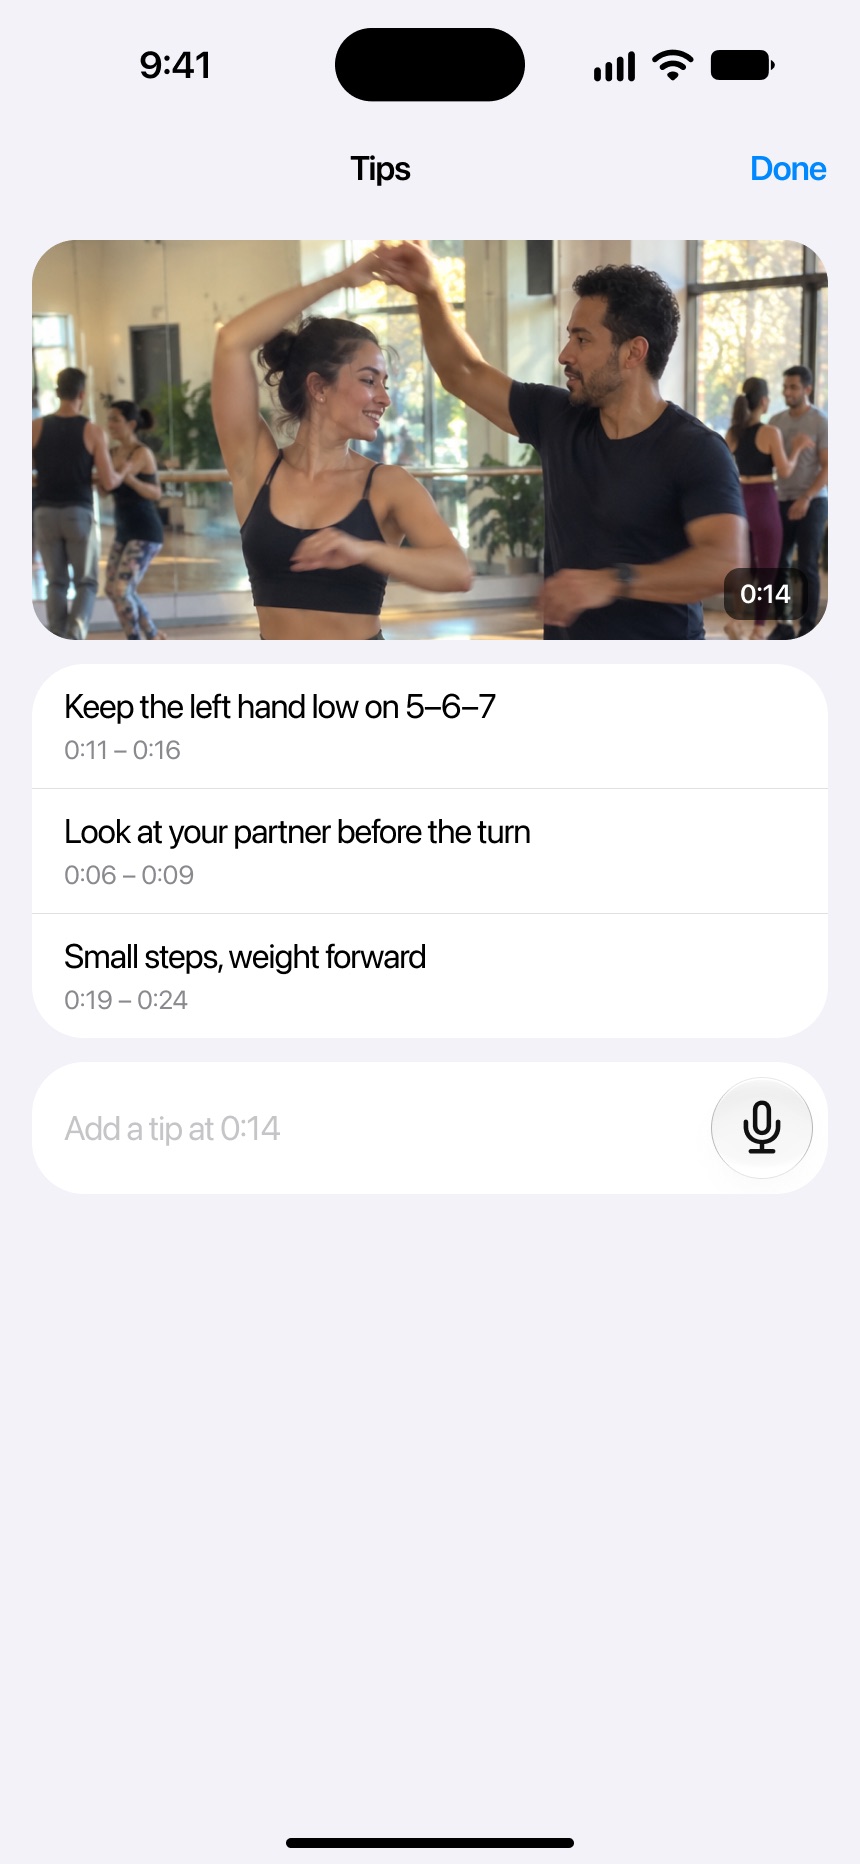 9:41
Tips
Done
0:14
Keep the left hand low on 5–6–7
0:11 – 0:16
Look at your partner before the turn
0:06 – 0:09
Small steps, weight forward
0:19 – 0:24
Add a tip at 0:14